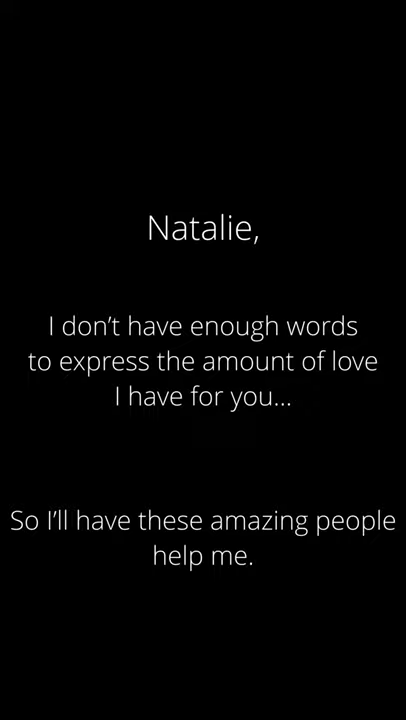 Natalie,
I don’t have enough words
to express the amount of love
I have for you...
So I’ll have these amazing people
help me.